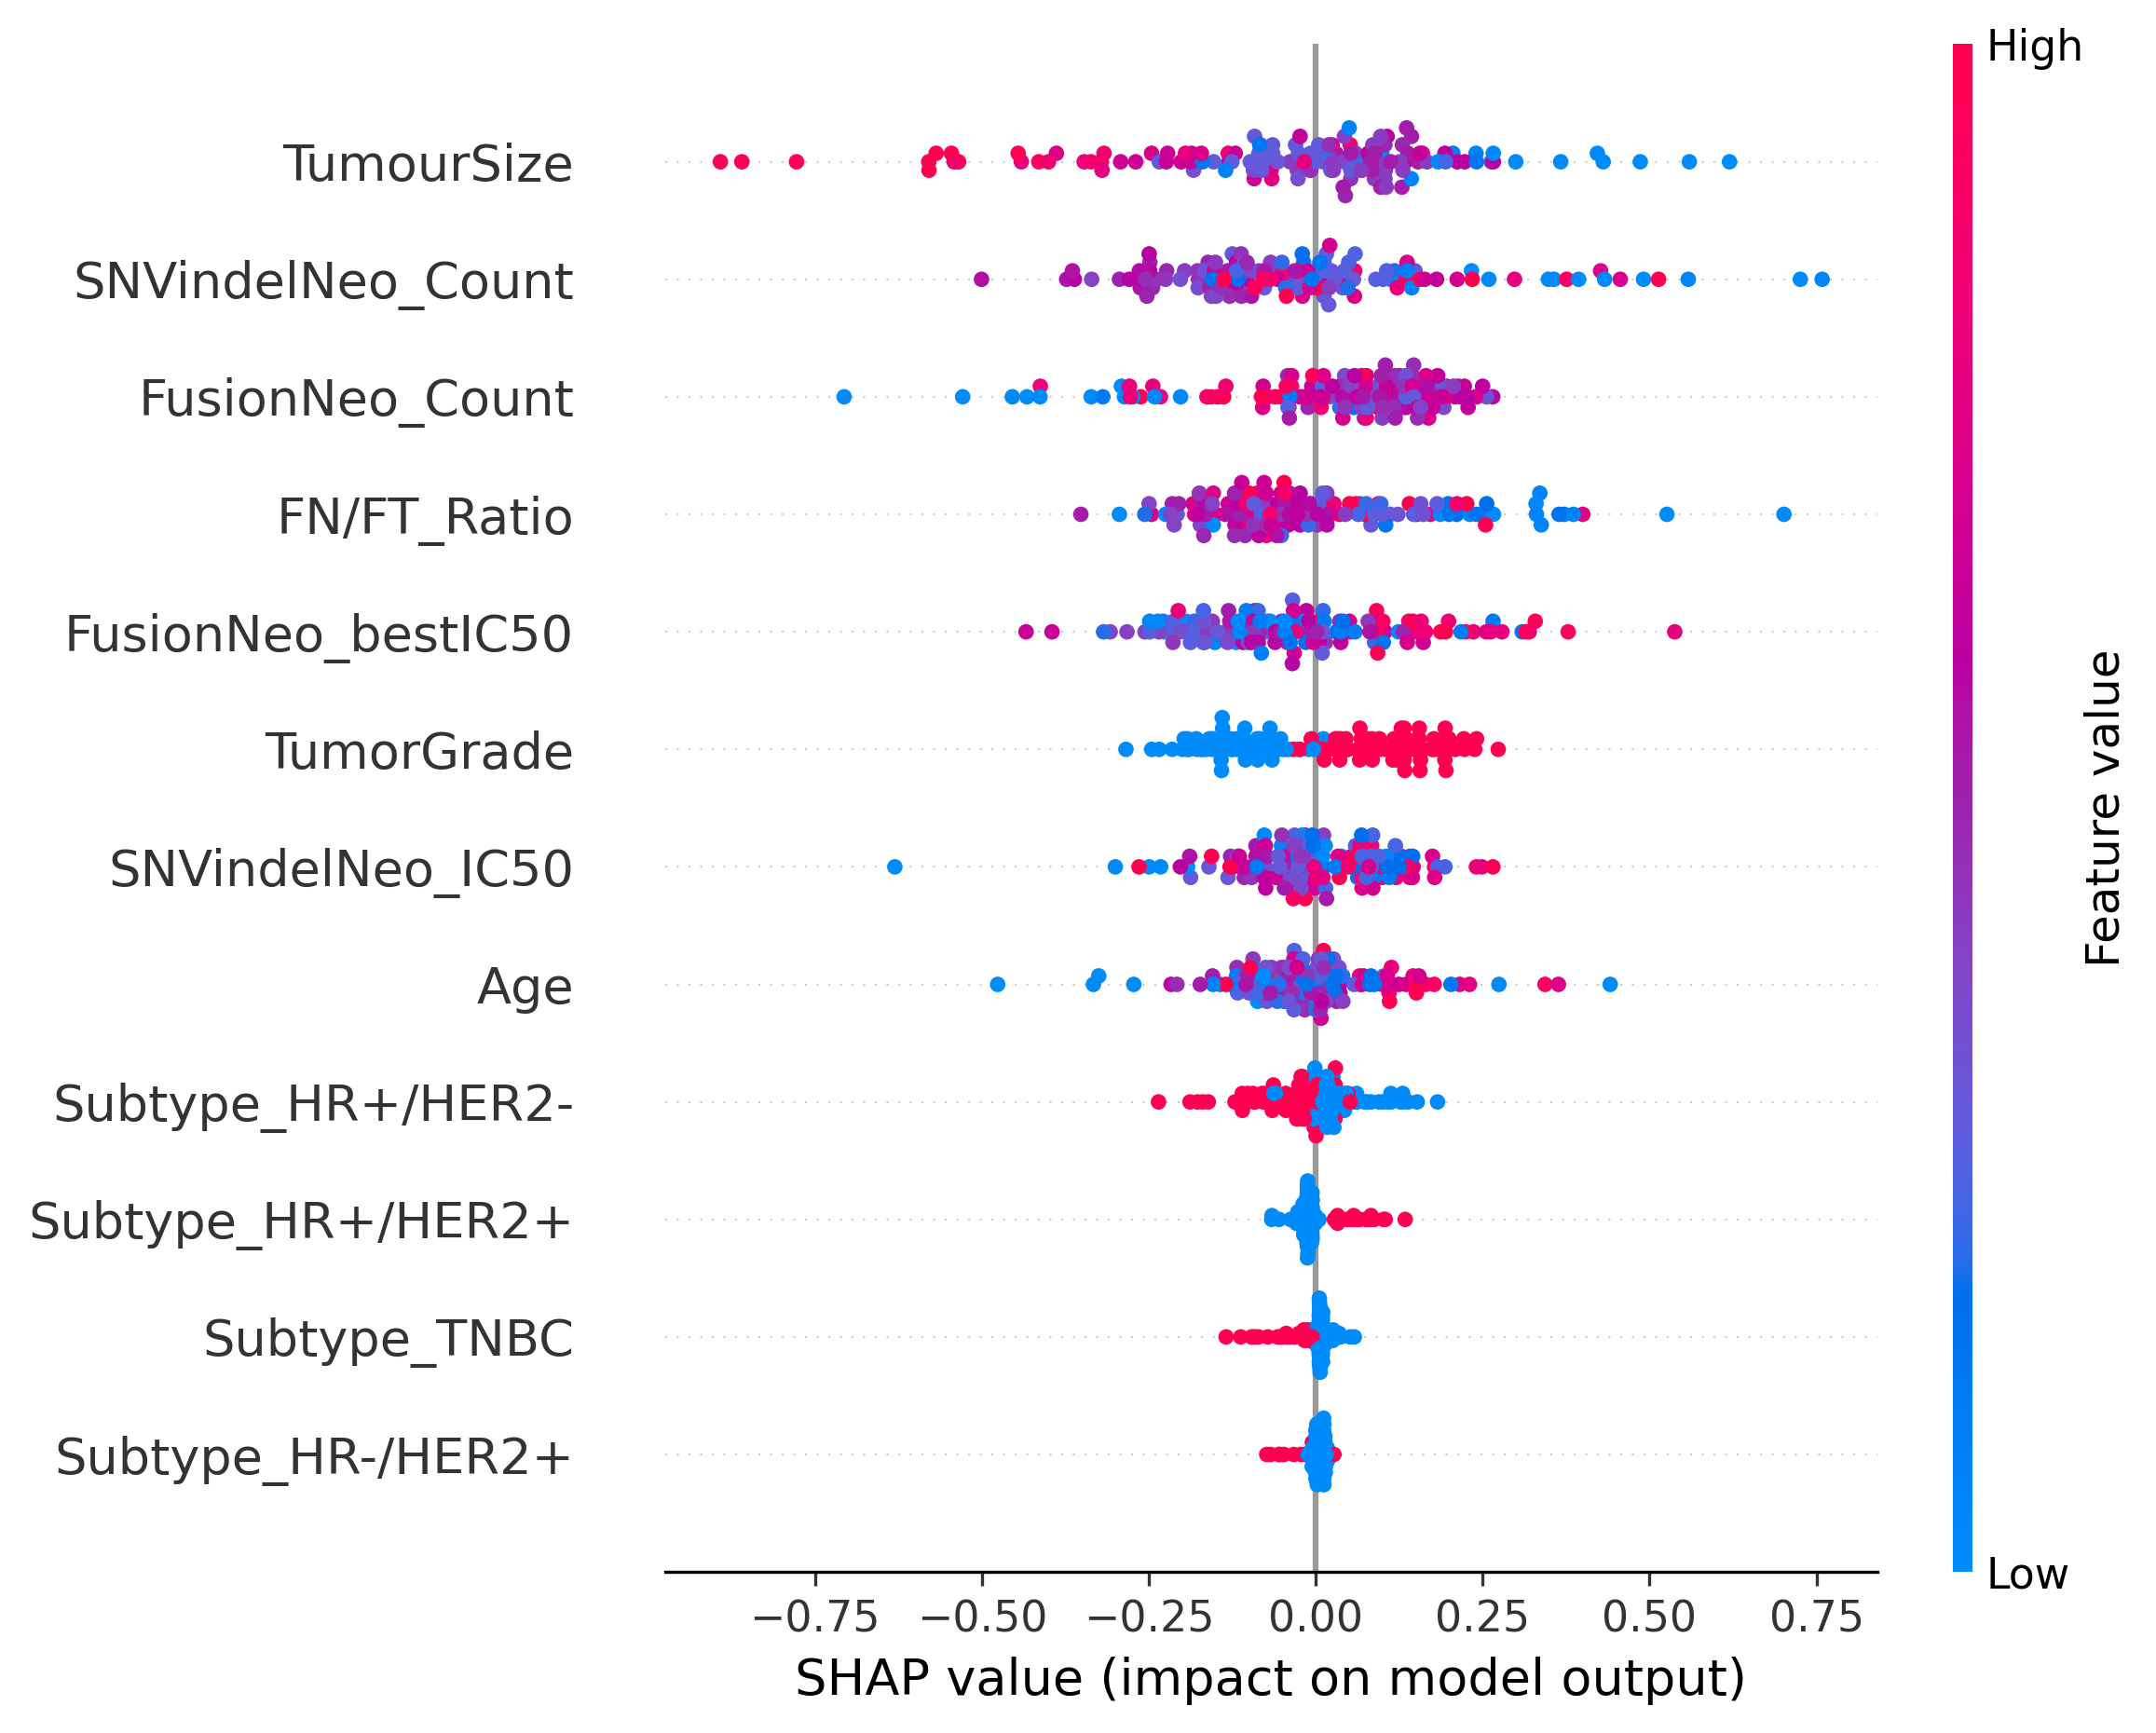 High
TumourSize
SNVindelNeo_Count
FusionNeo_Count
FN/FT_Ratio
FusionNeo_bestIC50
TumorGrade
SNVindelNeo_IC50
Age
Subtype_HR+/HER2-
Subtype_HR+/HER2+
Subtype_TNBC
Subtype_HR-/HER2+
Feature value
Low
−0.75 −0.50 −0.25 0.00 0.25 0.50 0.75
SHAP value (impact on model output)